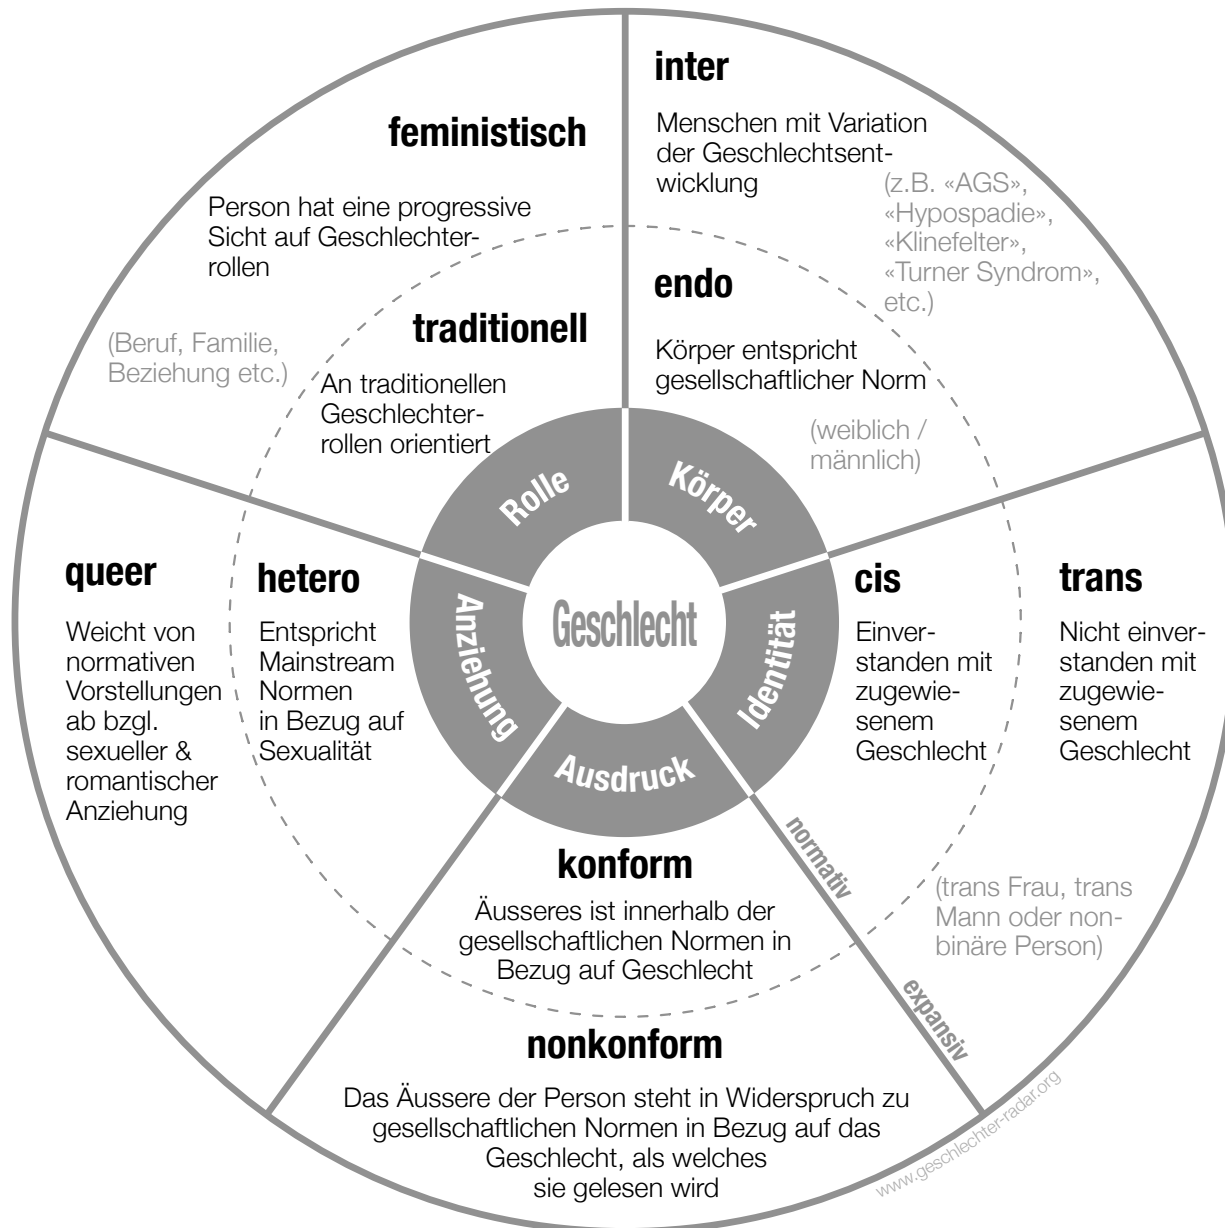 feministisch
Person hat eine progressive
Sicht auf Geschlechter-
rollen
(Beruf, Familie,
Beziehung etc.)
traditionell
An traditionellen
Geschlechter-
rollen orientiert
inter
Menschen mit Variation
der Geschlechtsent-
wicklung
(z.B. «AGS»,
«Hypospadie»,
«Klinefelter»,
«Turner Syndrom»,
etc.)
endo
Körper entspricht
gesellschaftlicher Norm
(weiblich /
männlich)
Rolle
Körper
Anziehung
Geschlecht
Identität
Ausdruck
queer
Weicht von
normativen
Vorstellungen
ab bzgl.
sexueller &
romantischer
Anziehung
hetero
Entspricht
Mainstream
Normen
in Bezug auf
Sexualität
cis
Einver-
standen mit
zugewie-
senem
Geschlecht
trans
Nicht einver-
standen mit
zugewie-
senem
Geschlecht
(trans Frau, trans
Mann oder non-
binäre Person)
normativ
expansiv
konform
Äusseres ist innerhalb der
gesellschaftlichen Normen in
Bezug auf Geschlecht
nonkonform
Das Äussere der Person steht in Widerspruch zu
gesellschaftlichen Normen in Bezug auf das
Geschlecht, als welches
sie gelesen wird
www.geschlechter-radar.org